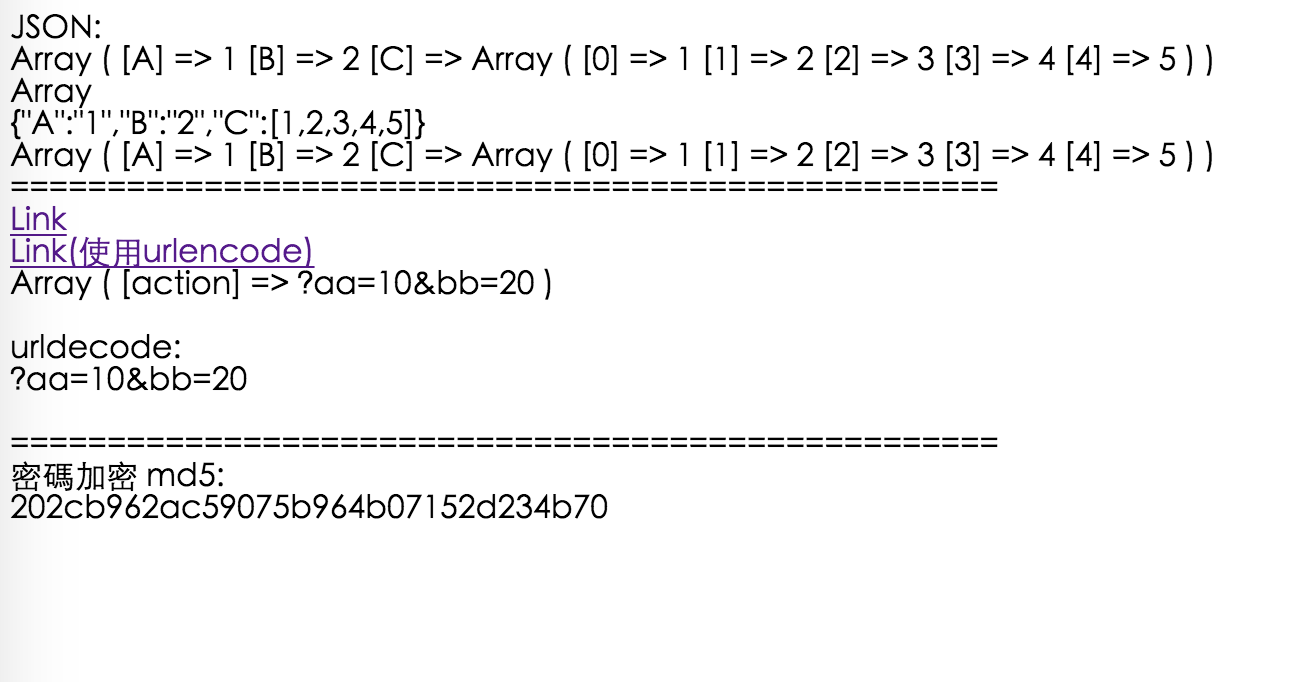 JSON:
Array ( [A] => 1 [B] => 2 [C] => Array ( [0] => 1 [1] => 2 [2] => 3 [3] => 4 [4] => 5 ) )
Array
{"A":"1","B":"2","C":[1,2,3,4,5]}
Array ( [A] => 1 [B] => 2 [C] => Array ( [0] => 1 [1] => 2 [2] => 3 [3] => 4 [4] => 5 ) )
===================================================
Link
Link(使用urlencode)
Array ( [action] => ?aa=10&bb=20 )
urldecode:
?aa=10&bb=20
===================================================
密碼加密 md5:
202cb962ac59075b964b07152d234b70